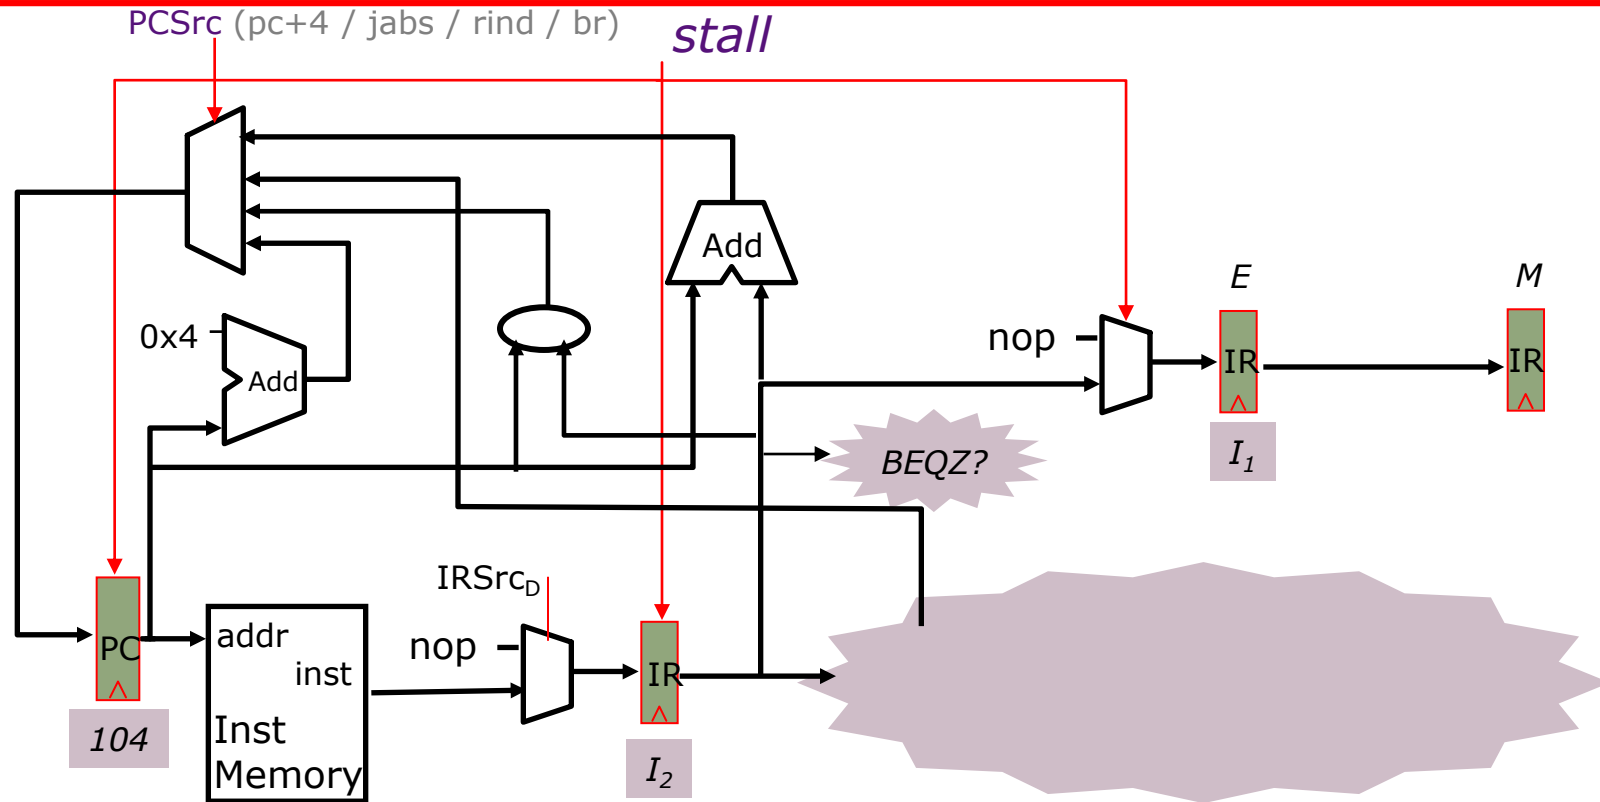 PCSrc (pc+4 / jabs / rind / br)
stall
Add
E
M
0x4
Add
nop
IR
IR
BEQZ?
I1
IRSrcD
PC
addr
inst
nop
IR
Inst
Memory
104
I2